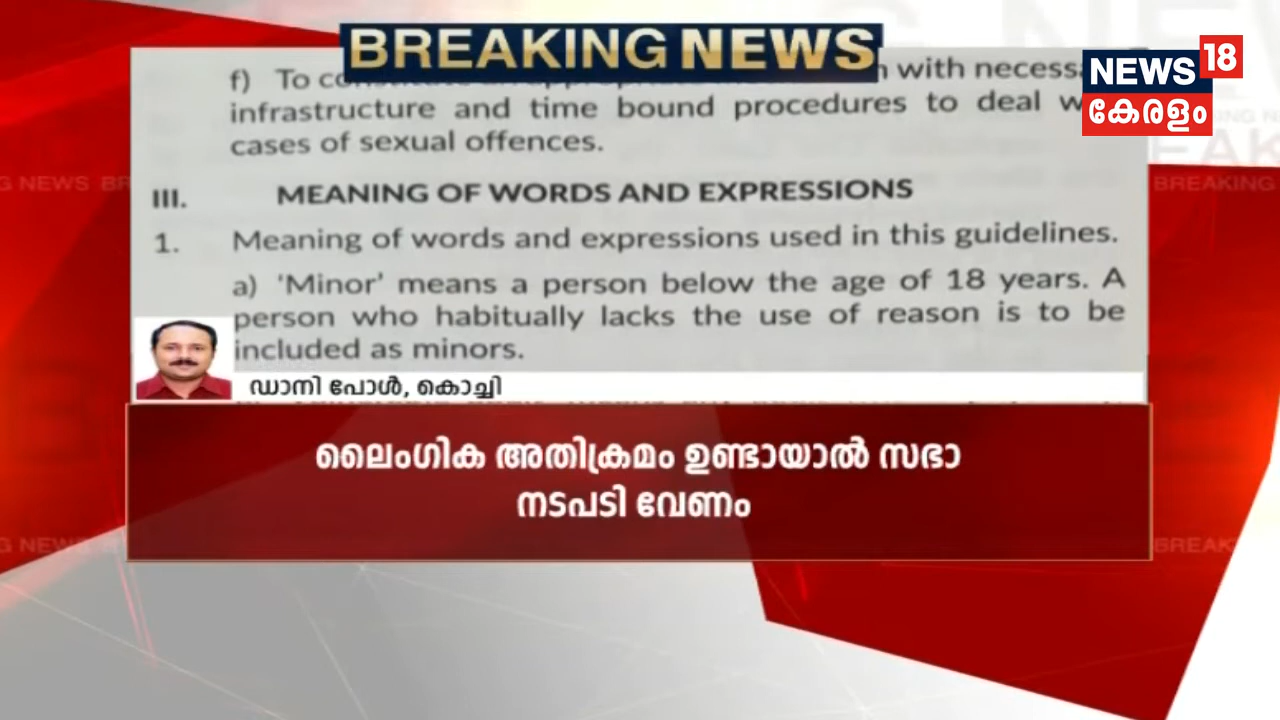 BREAKING NEWS
NEWS 18
കേരളം
f) To with
infrastructure and time bound procedures to deal
cases of sexual offences.
III. MEANING OF WORDS AND EXPRESSIONS
1. Meaning of words and expressions used in this guidelines.
a) ‘Minor’ means a person below the age of 18 years. A
person who habitually lacks the use of reason is to be
included as minors.
ഡാനി പോൾ, കൊച്ചി
ലൈംഗിക അതിക്രമം ഉണ്ടായാൽ സഭാ
നടപടി വേണം